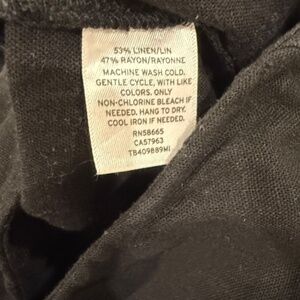 53% LINEN/LIN
47% RAYON/RAYONNE
MACHINE WASH COLD,
GENTLE CYCLE, WITH LIKE
COLORS. ONLY
NON-CHLORINE BLEACH IF
NEEDED. HANG TO DRY.
COOL IRON IF NEEDED.
RN58665
CA57963
TB409889MI